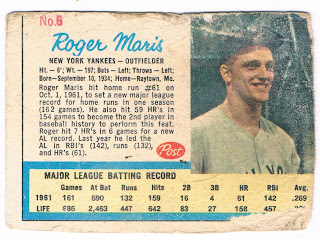 No. 6
Roger Maris
NEW YORK YANKEES — OUTFIELDER
Ht. - 6'; Wt. - 197; Bats - Left; Throws - Left;
Born—September 10, 1934; Home—Raytown, Mo.
Roger Maris hit home run #61 on
Oct. 1, 1961, to set a new major league
record for home runs in one season
(162 games). He also hit 59 HR's in
154 games to become the 2nd player in
baseball history to perform this feat.
Roger hit 7 HR's in 6 games for a new
AL record. Last year he led the
AL in RBI's (142), runs (132),
and HR's (61).
Post
MAJOR LEAGUE BATTING RECORD
Games At Bat Runs Hits 2B 3B HR RBI Avg.
1961 161 590 132 159 16 4 61 142 .269
LIFE 2,463 447 642 83 27 158